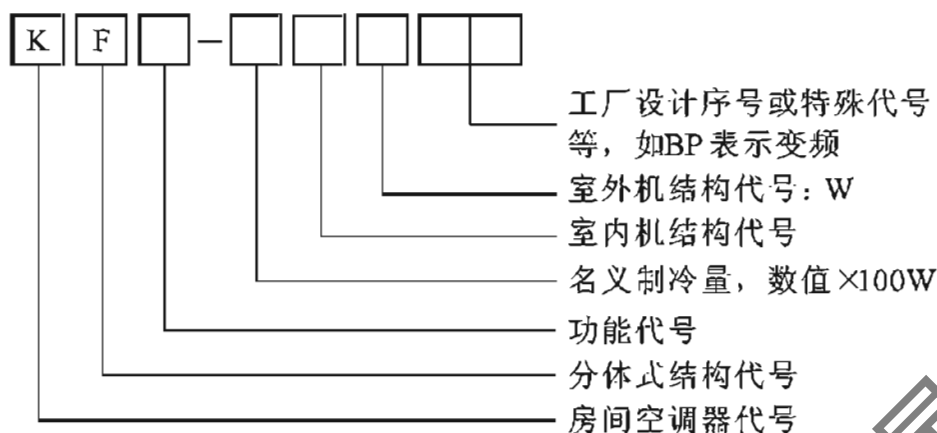 K F —
工厂设计序号或特殊代号
等，如BP表示变频
室外机结构代号：W
室内机结构代号
名义制冷量，数值×100W
功能代号
分体式结构代号
房间空调器代号